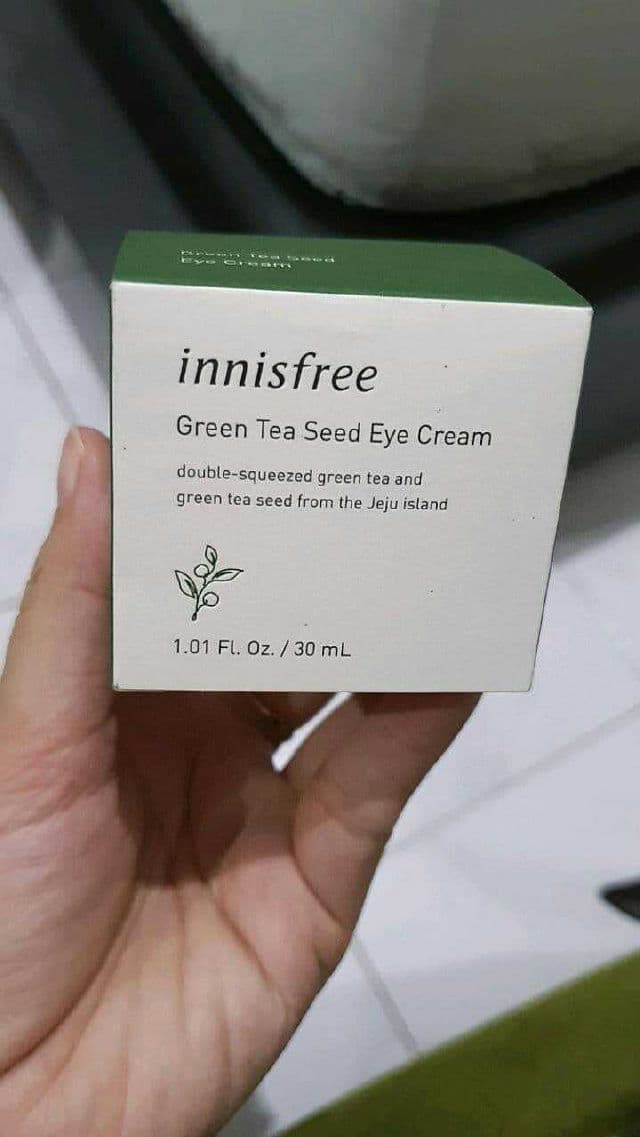 Green Tea Seed
Eye Cream
innisfree
Green Tea Seed Eye Cream
double-squeezed green tea and
green tea seed from the Jeju island
1.01 Fl. Oz. / 30 mL